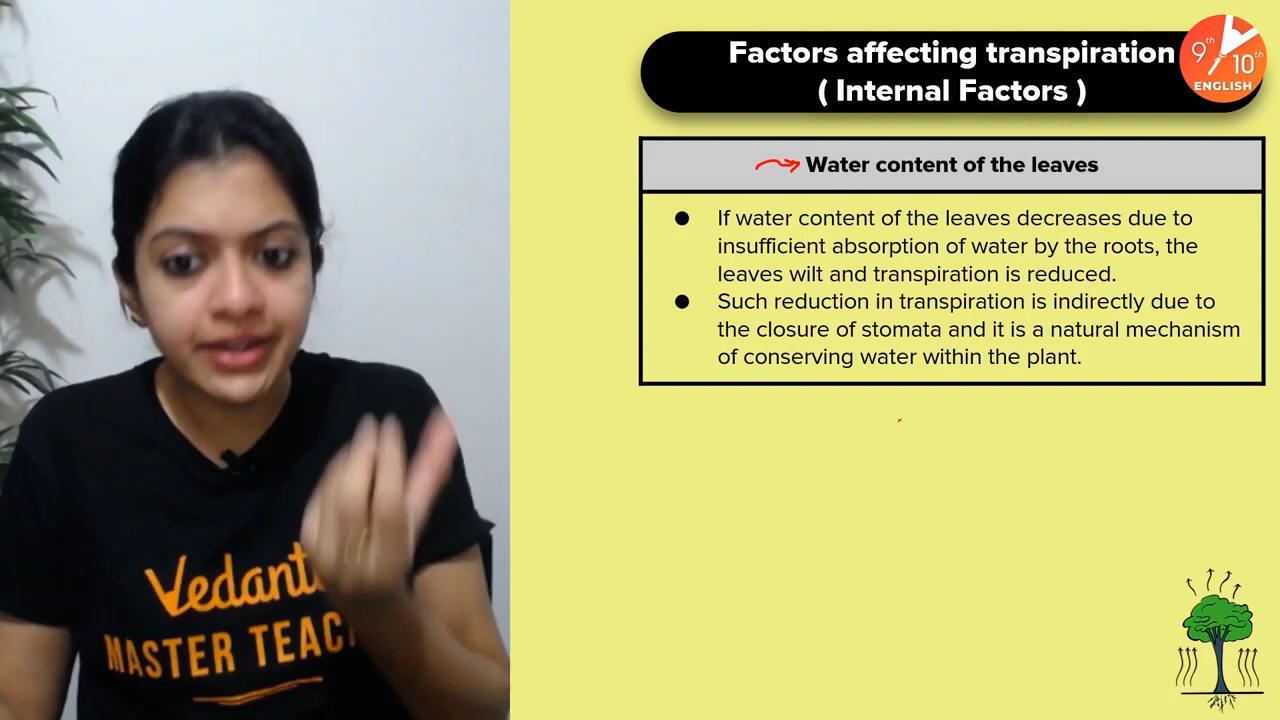 Factors affecting transpiration
( Internal Factors )
9th
10th
ENGLISH
Water content of the leaves
● If water content of the leaves decreases due to
insufficient absorption of water by the roots, the
leaves wilt and transpiration is reduced.
● Such reduction in transpiration is indirectly due to
the closure of stomata and it is a natural mechanism
of conserving water within the plant.
MASTER